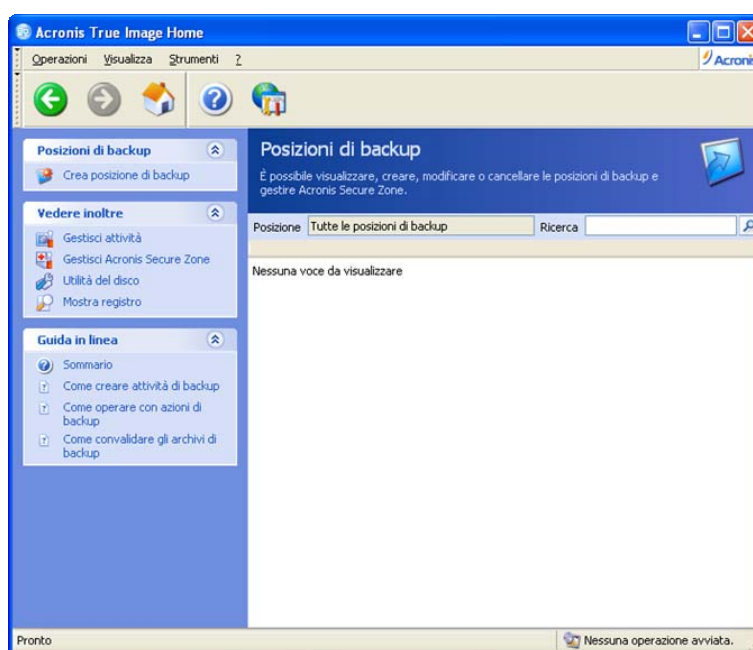 Acronis True Image Home
Operazioni Visualizza Strumenti ?
Acronis
Posizioni di backup
Crea posizione di backup
Vedere inoltre
Gestisci attività
Gestisci Acronis Secure Zone
Utilità del disco
Mostra registro
Guida in linea
Sommario
Come creare attività di backup
Come operare con azioni di
backup
Come convalidare gli archivi di
backup
Posizioni di backup
È possibile visualizzare, creare, modificare o cancellare le posizioni di backup e
gestire Acronis Secure Zone.
Posizione Tutte le posizioni di backup Ricerca
Nessuna voce da visualizzare
Pronto
Nessuna operazione avviata.